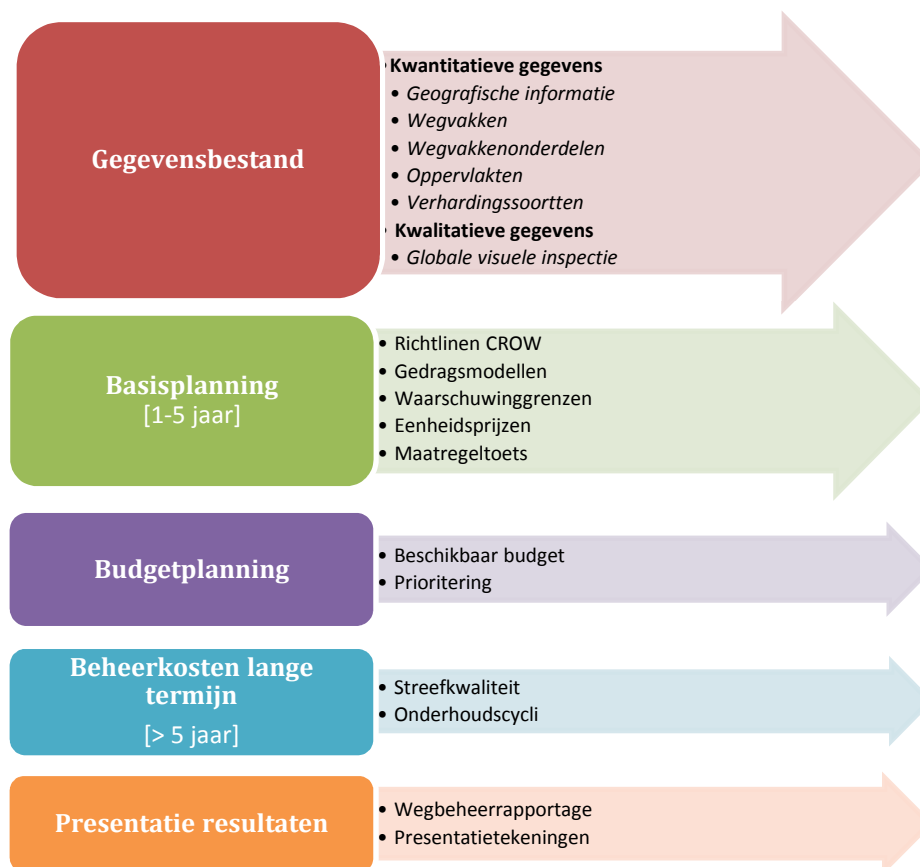 Gegevensbestand
• Kwantitatieve gegevens
• Geografische informatie
• Wegvakken
• Wegvakkenonderdelen
• Oppervlakten
• Verhardingssoortten
• Kwalitatieve gegevens
• Globale visuele inspectie
Basisplanning
[1-5 jaar]
• Richtlinen CROW
• Gedragsmodellen
• Waarschuwinggrenzen
• Eenheidsprijzen
• Maatregeltoets
Budgetplanning
• Beschikbaar budget
• Prioritering
Beheerkosten lange
termijn
[> 5 jaar]
• Streefkwaliteit
• Onderhoudscycli
Presentatie resultaten
• Wegbeheerrapportage
• Presentatietekeningen